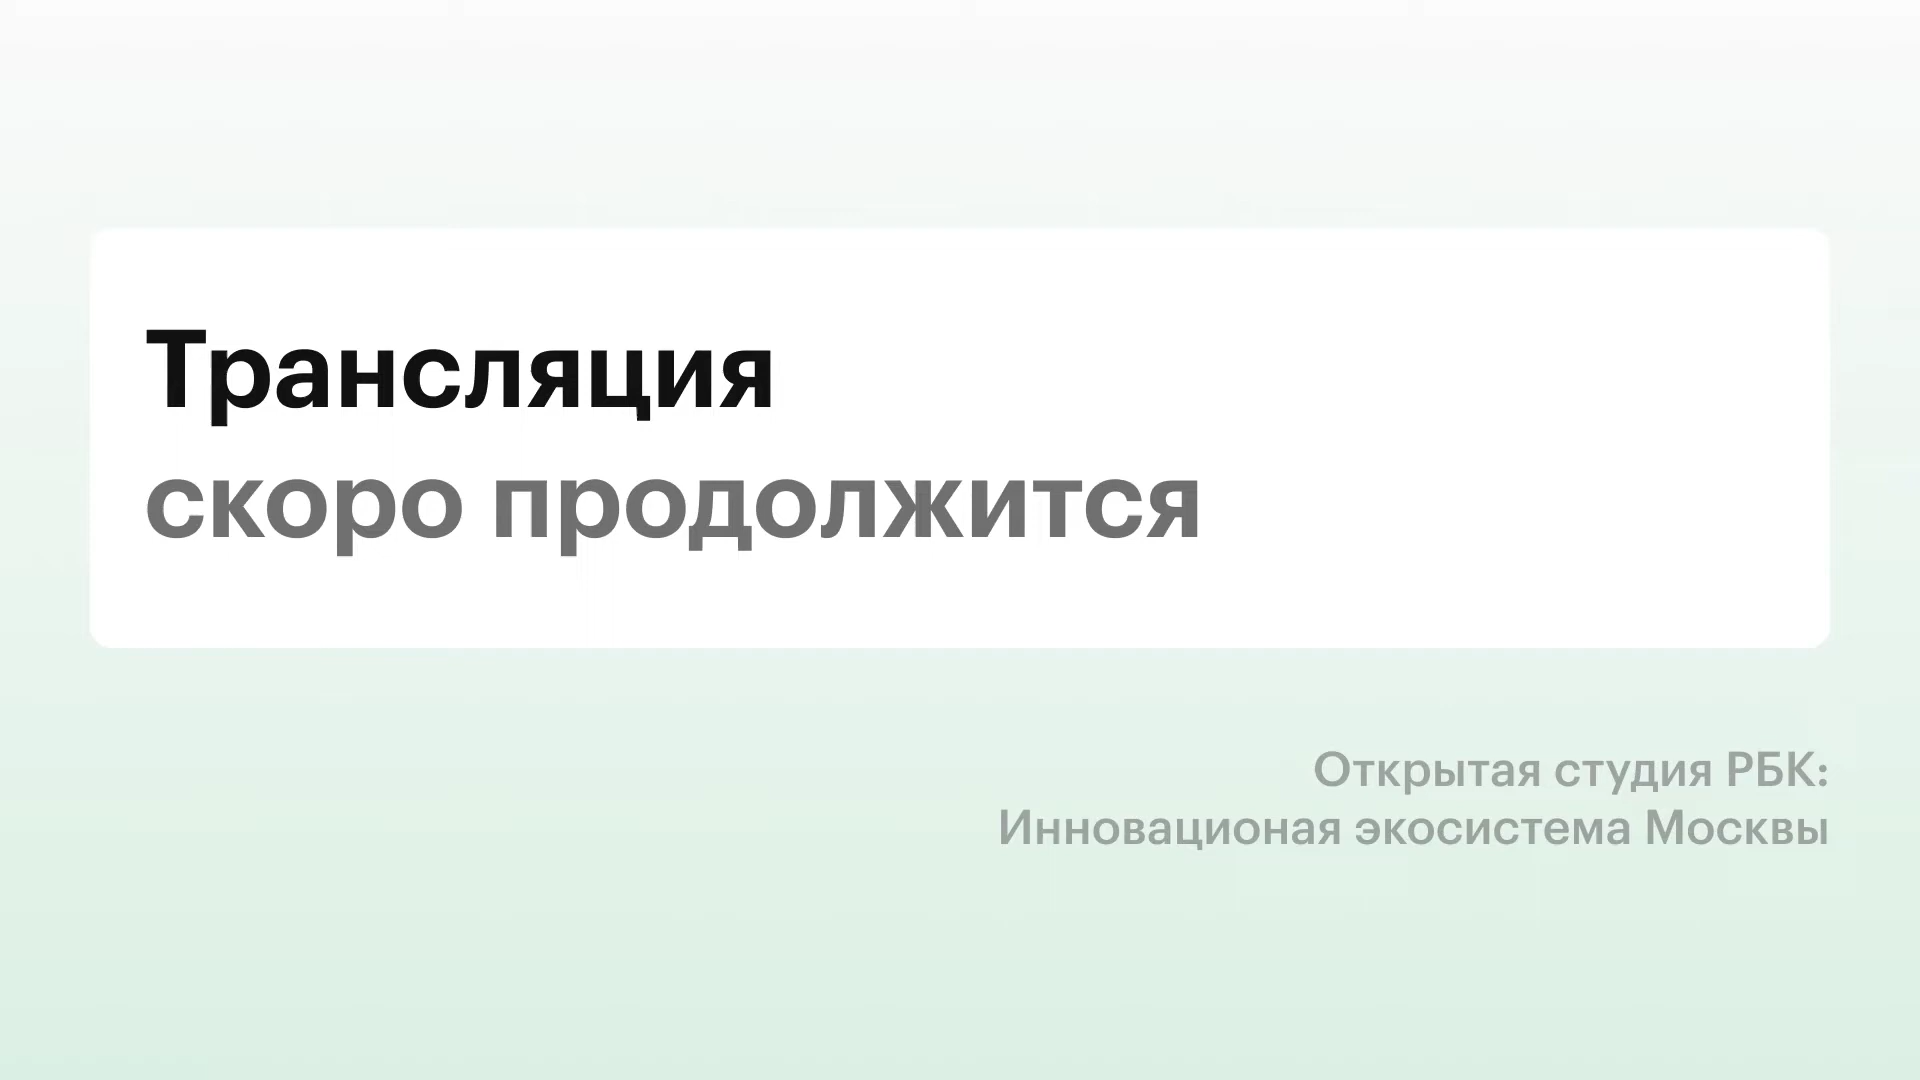 Трансляция
скоро продолжится
Открытая студия РБК:
Инновационая экосистема Москвы